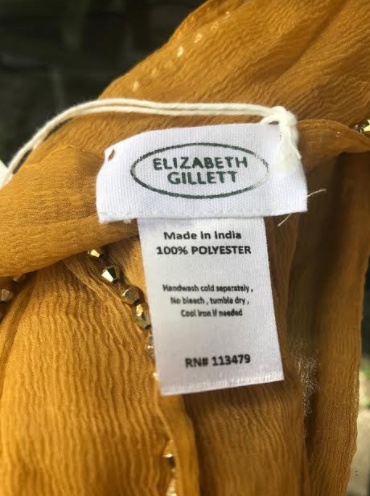 ELIZABETH
GILLETT
Made in India
100% POLYESTER
Handwash cold separately,
No bleach, tumble dry,
Cool iron if needed
RN# 113479